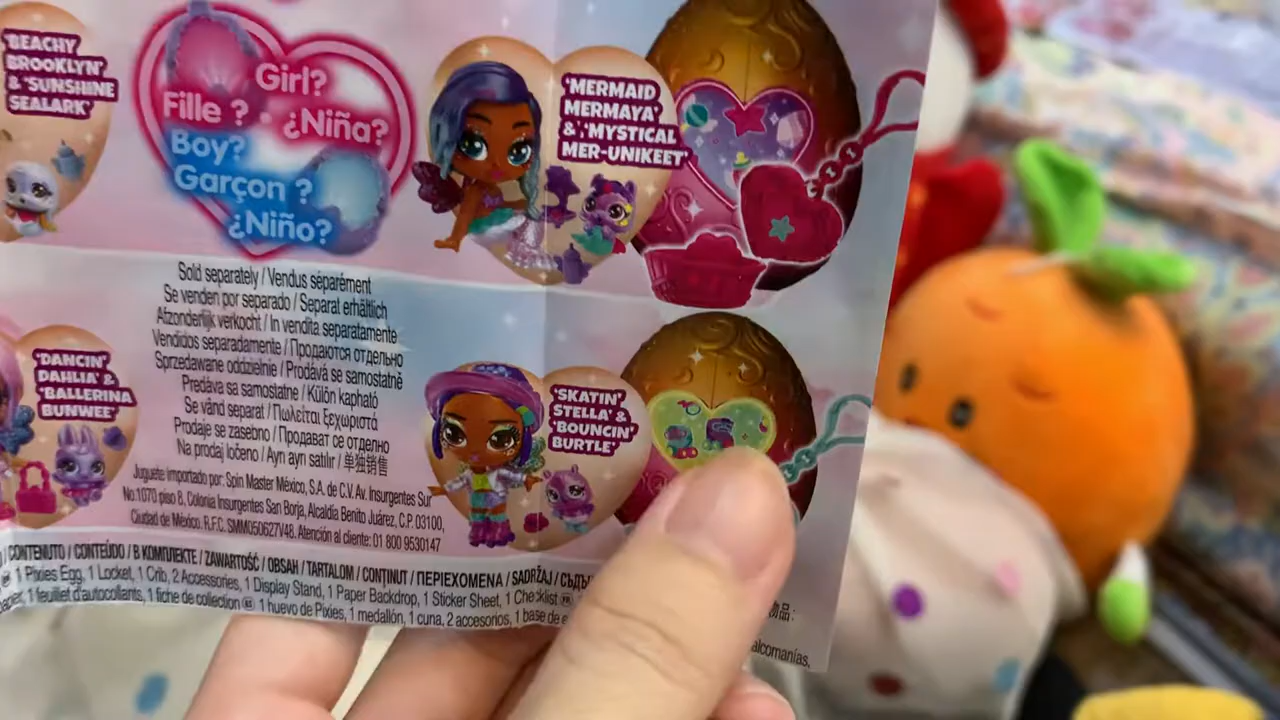 'BEACHY
BROOKLYN'
& 'SUNSHINE
SEALARK'
Girl?
Fille ? · ¿Niña?
Boy?
Garçon ?
¿Niño?
'MERMAID
MERMAYA'
& 'MYSTICAL
MER-UNIKEET'
'DANCIN'
DAHLIA' &
'BALLERINA
BUNWEE'
Sold separately / Vendus séparément
Se venden por separado / Separat erhältlich
Afzonderlijk verkocht / In vendita separatamente
Vendidos separadamente / Продаются отдельно
Sprzedawane oddzielnie / Prodává se samostatně
Predáva sa samostatne / Külön kapható
Se vând separat / Πωλείται ξεχωριστά
Prodaje se zasebno / Продават се отделно
Na prodaj ločeno / Ayrı ayrı satılır / 单独销售
'SKATIN'
STELLA' &
'BOUNCIN'
BURTLE'
Juguete importado por: Spin Master México, S.A. de C.V. Av. Insurgentes Sur
No.1070 piso 8, Colonia Insurgentes San Borja, Alcaldía Benito Juárez, C.P. 03100,
Ciudad de México. R.F.C. SMM050627V48. Atención al cliente: 01 800 9530147
CONTENUTO / CONTEÚDO / В КОМПЛЕКТЕ / ZAWARTOŚĆ / OBSAH / TARTALOM / CONȚINUT / ΠΕΡΙΕΧΟΜΕΝΑ / SADRŽAJ /
1 Pixies Egg, 1 Locket, 1 Crib, 2 Accessories, 1 Display Stand, 1 Paper Backdrop, 1 Sticker Sheet, 1 Checklist
1 feuillet d'autocollants, 1 fiche de collection ES 1 huevo de Pixies, 1 medallón, 1 cuna, 2 accesorios, 1 base de
物品：
alcomanías.